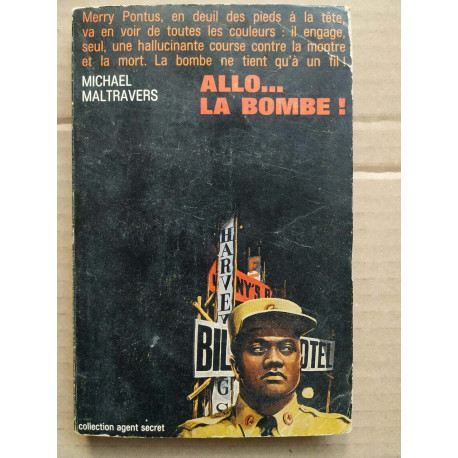 Merry Pontus, en deuil des pieds à la tête,
va en voir de toutes les couleurs : il engage,
seul, une hallucinante course contre la montre
et la mort. La bombe ne tient qu'à un fil !
MICHAEL
MALTRAVERS
ALLO...
LA BOMBE !
HARVEY
NY'S
BIL
OTEL
GS
collection agent secret